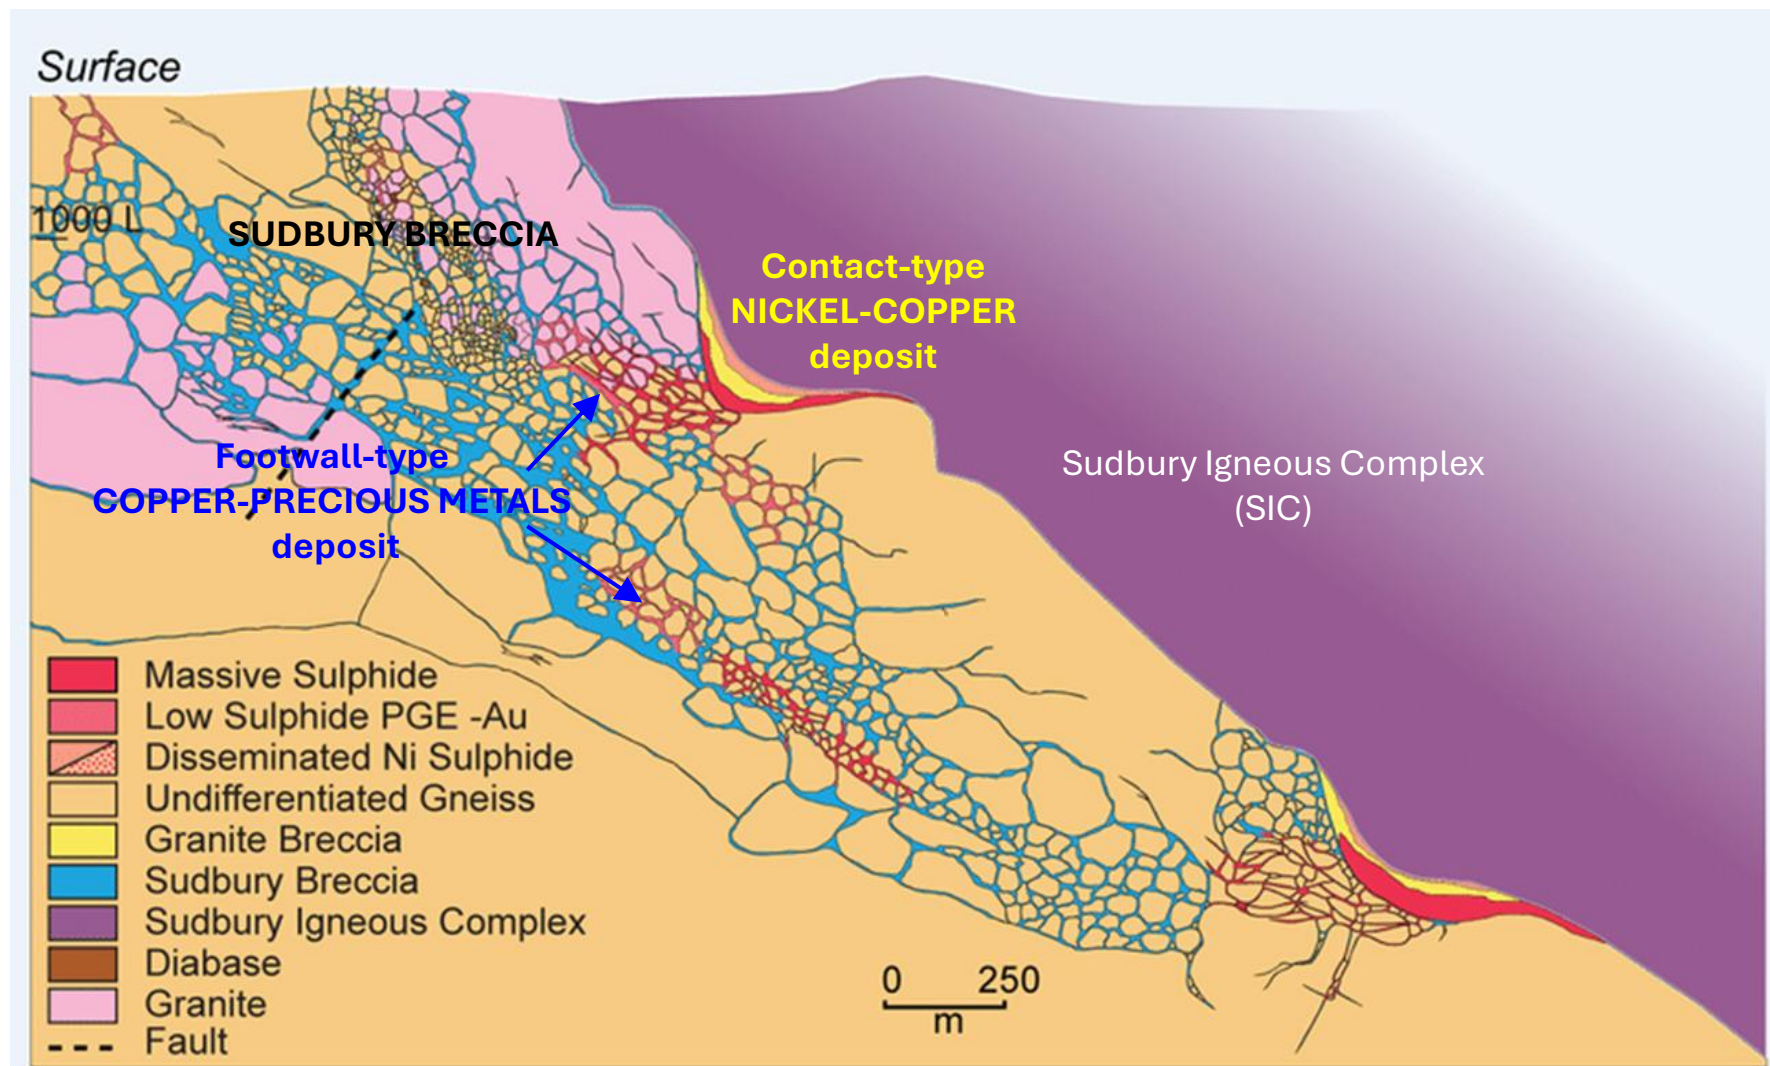 Surface
1000 L
SUDBURY BRECCIA
Contact-type
NICKEL-COPPER
deposit
Footwall-type
COPPER-PRECIOUS METALS
deposit
Sudbury Igneous Complex
(SIC)
Massive Sulphide
Low Sulphide PGE -Au
Disseminated Ni Sulphide
Undifferentiated Gneiss
Granite Breccia
Sudbury Breccia
Sudbury Igneous Complex
Diabase
Granite
Fault
0 250
m